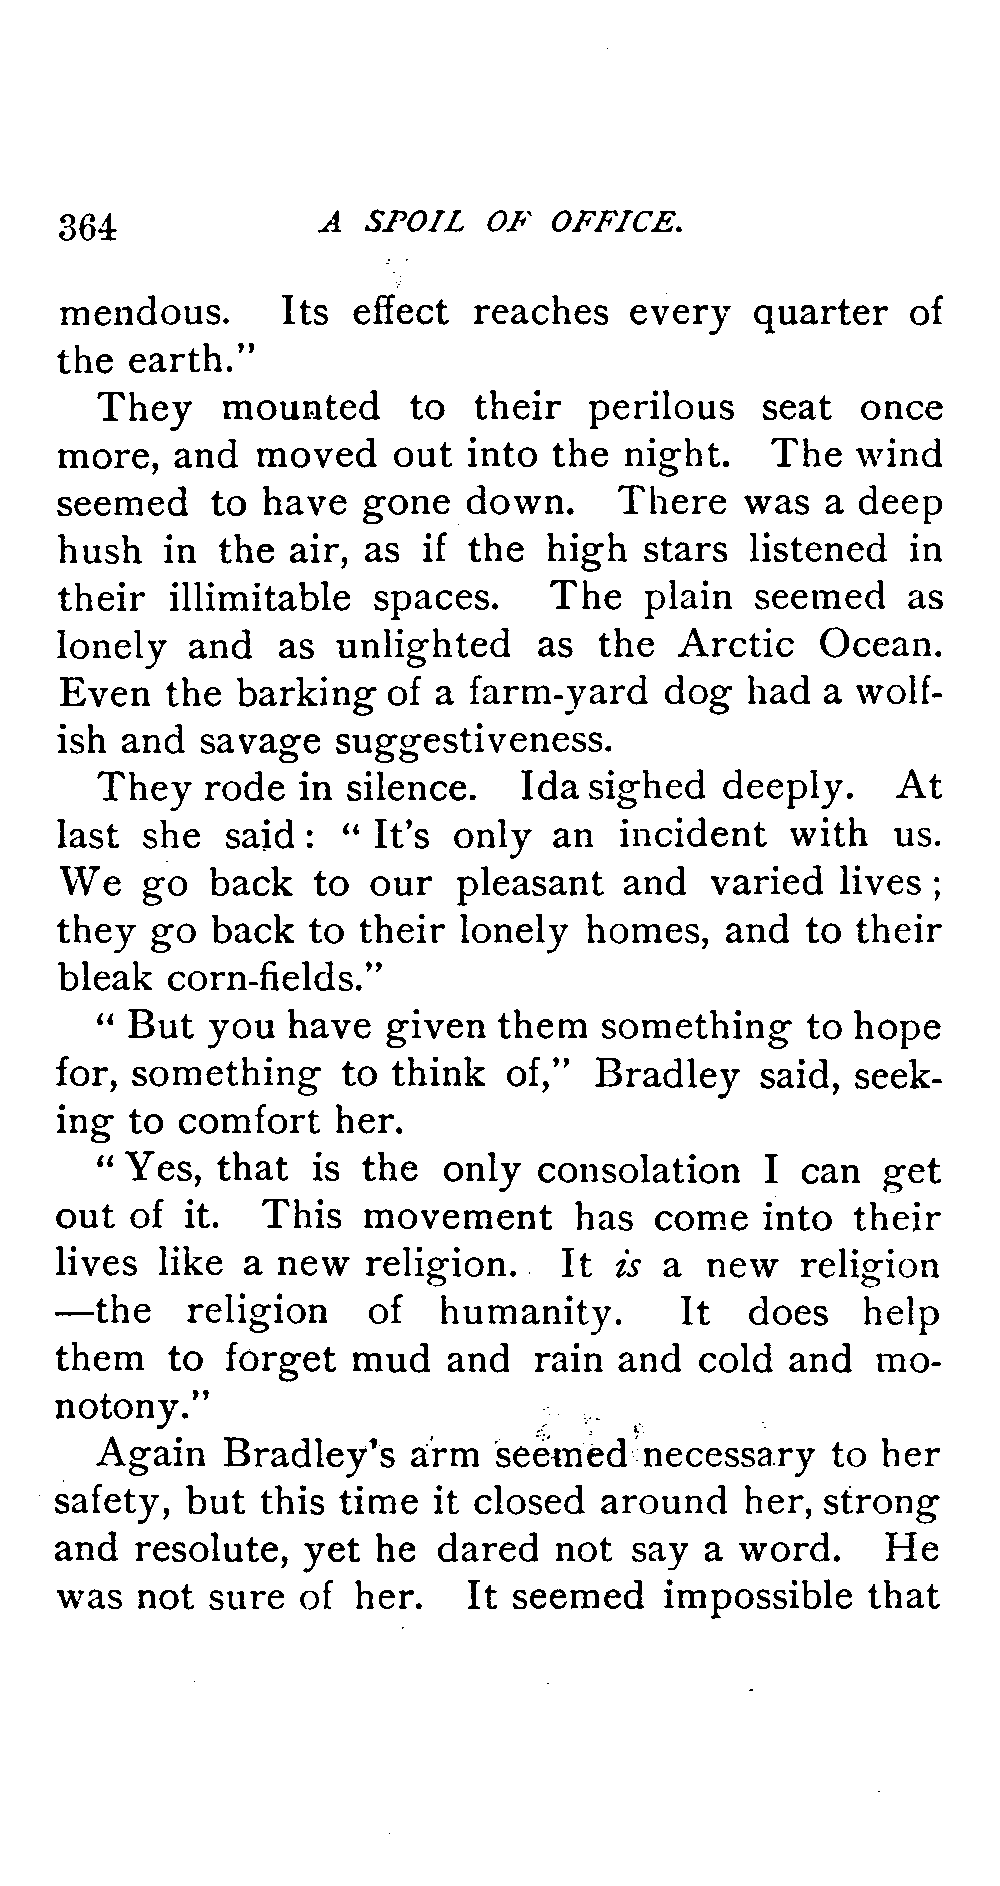 364 A SPOIL OF OFFICE.
mendous. Its effect reaches every quarter of
the earth."
They mounted to their perilous seat once
more, and moved out into the night. The wind
seemed to have gone down. There was a deep
hush in the air, as if the high stars listened in
their illimitable spaces. The plain seemed as
lonely and as unlighted as the Arctic Ocean.
Even the barking of a farm-yard dog had a wolf-
ish and savage suggestiveness.
They rode in silence. Ida sighed deeply. At
last she said: "It's only an incident with us.
We go back to our pleasant and varied lives;
they go back to their lonely homes, and to their
bleak corn-fields."
"But you have given them something to hope
for, something to think of," Bradley said, seek-
ing to comfort her.
"Yes, that is the only consolation I can get
out of it. This movement has come into their
lives like a new religion. It is a new religion
—the religion of humanity. It does help
them to forget mud and rain and cold and mo-
notony."
Again Bradley's arm seemed necessary to her
safety, but this time it closed around her, strong
and resolute, yet he dared not say a word. He
was not sure of her. It seemed impossible that